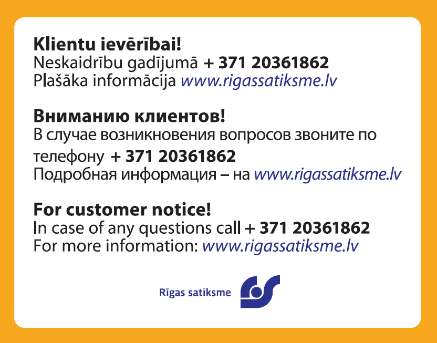 Klientu ievērībai!
Neskaidrību gadījumā + 371 20361862
Plašāka informācija www.rigassatiksme.lv
Вниманию клиентов!
В случае возникновения вопросов звоните по
телефону + 371 20361862
Подробная информация – на www.rigassatiksme.lv
For customer notice!
In case of any questions call + 371 20361862
For more information: www.rigassatiksme.lv
Rīgas satiksme